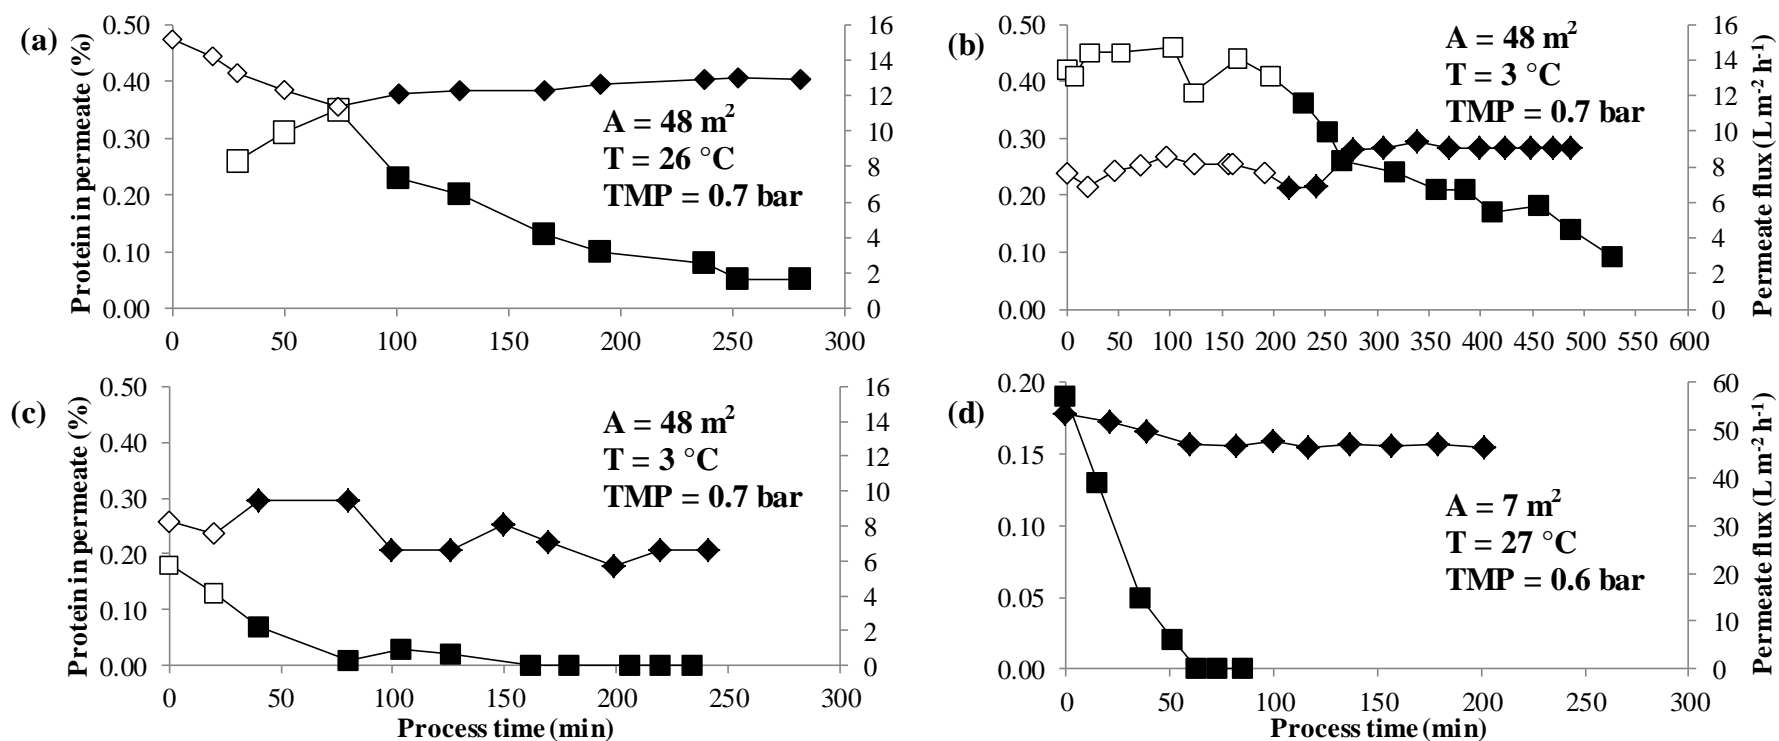 (a)
Protein in permeate (%)
0.50
0.40
0.30
0.20
0.10
0.00
16
14
12
10
8
6
4
2
0
A = 48 m²
T = 26 °C
TMP = 0.7 bar
0 50 100 150 200 250 300
(b)
0.50
0.40
0.30
0.20
0.10
0.00
16
14
12
10
8
6
4
2
0
Permeate flux (L m⁻² h⁻¹)
A = 48 m²
T = 3 °C
TMP = 0.7 bar
0 50 100 150 200 250 300 350 400 450 500 550 600
(c)
Protein in permeate (%)
0.50
0.40
0.30
0.20
0.10
0.00
16
14
12
10
8
6
4
2
0
A = 48 m²
T = 3 °C
TMP = 0.7 bar
0 50 100 150 200 250 300
Process time (min)
(d)
0.20
0.15
0.10
0.05
0.00
60
50
40
30
20
10
0
Permeate flux (L m⁻² h⁻¹)
A = 7 m²
T = 27 °C
TMP = 0.6 bar
0 50 100 150 200 250 300
Process time (min)